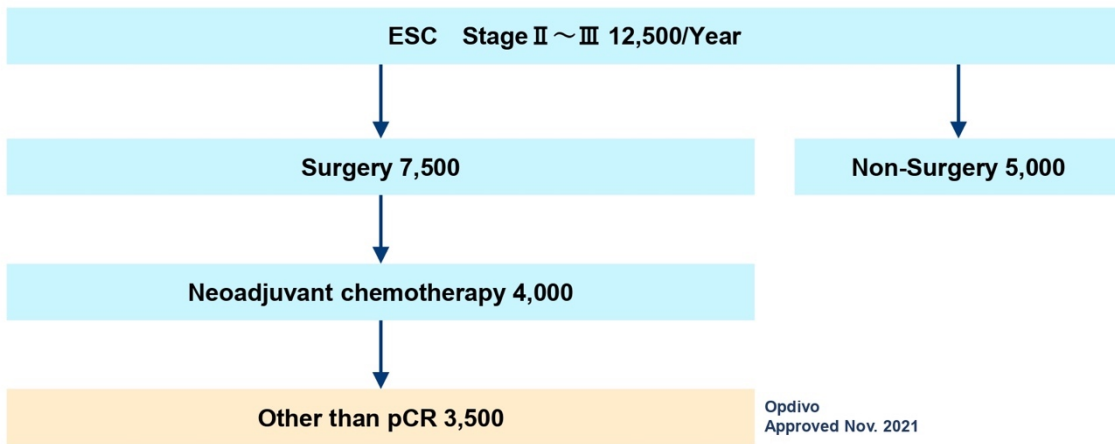 ESC　Stage Ⅱ～Ⅲ 12,500/Year
Surgery 7,500
Non-Surgery 5,000
Neoadjuvant chemotherapy 4,000
Other than pCR 3,500
Opdivo
Approved Nov. 2021